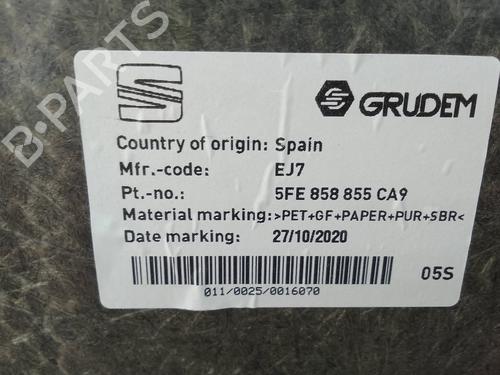 GRUDEM
Country of origin: Spain
Mfr.-code: EJ7
Pt.-no.: 5FE 858 855 CA9
Material marking: >PET+GF+PAPER+PUR+SBR<
Date marking: 27/10/2020
05S
011/0025/0016070
B-PARTS